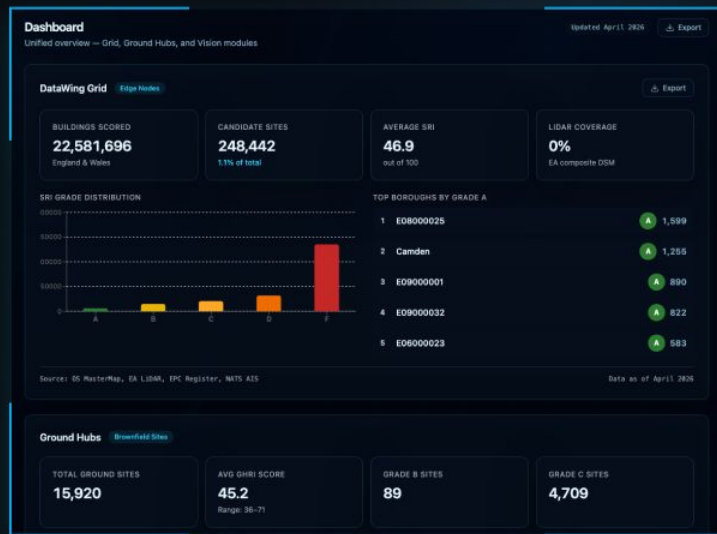 Dashboard
Updated April 2026
Export
Unified overview — Grid, Ground Hubs, and Vision modules
DataWing Grid
Edge Nodes
Export
BUILDINGS SCORED
22,581,696
England & Wales
CANDIDATE SITES
248,442
1.1% of total
AVERAGE SRI
46.9
out of 100
LIDAR COVERAGE
0%
EA composite DSM
SRI GRADE DISTRIBUTION
0
A
B
C
D
F
TOP BOROUGHS BY GRADE A
1 E08000025 A 1,599
2 Camden A 1,255
3 E09000001 A 890
4 E09000032 A 822
5 E06000023 A 583
Source: OS MasterMap, EA LiDAR, EPC Register, NATS AIS
Data as of April 2026
Ground Hubs
Brownfield Sites
TOTAL GROUND SITES
15,920
AVG GHRI SCORE
45.2
Range: 36–71
GRADE B SITES
89
GRADE C SITES
4,709